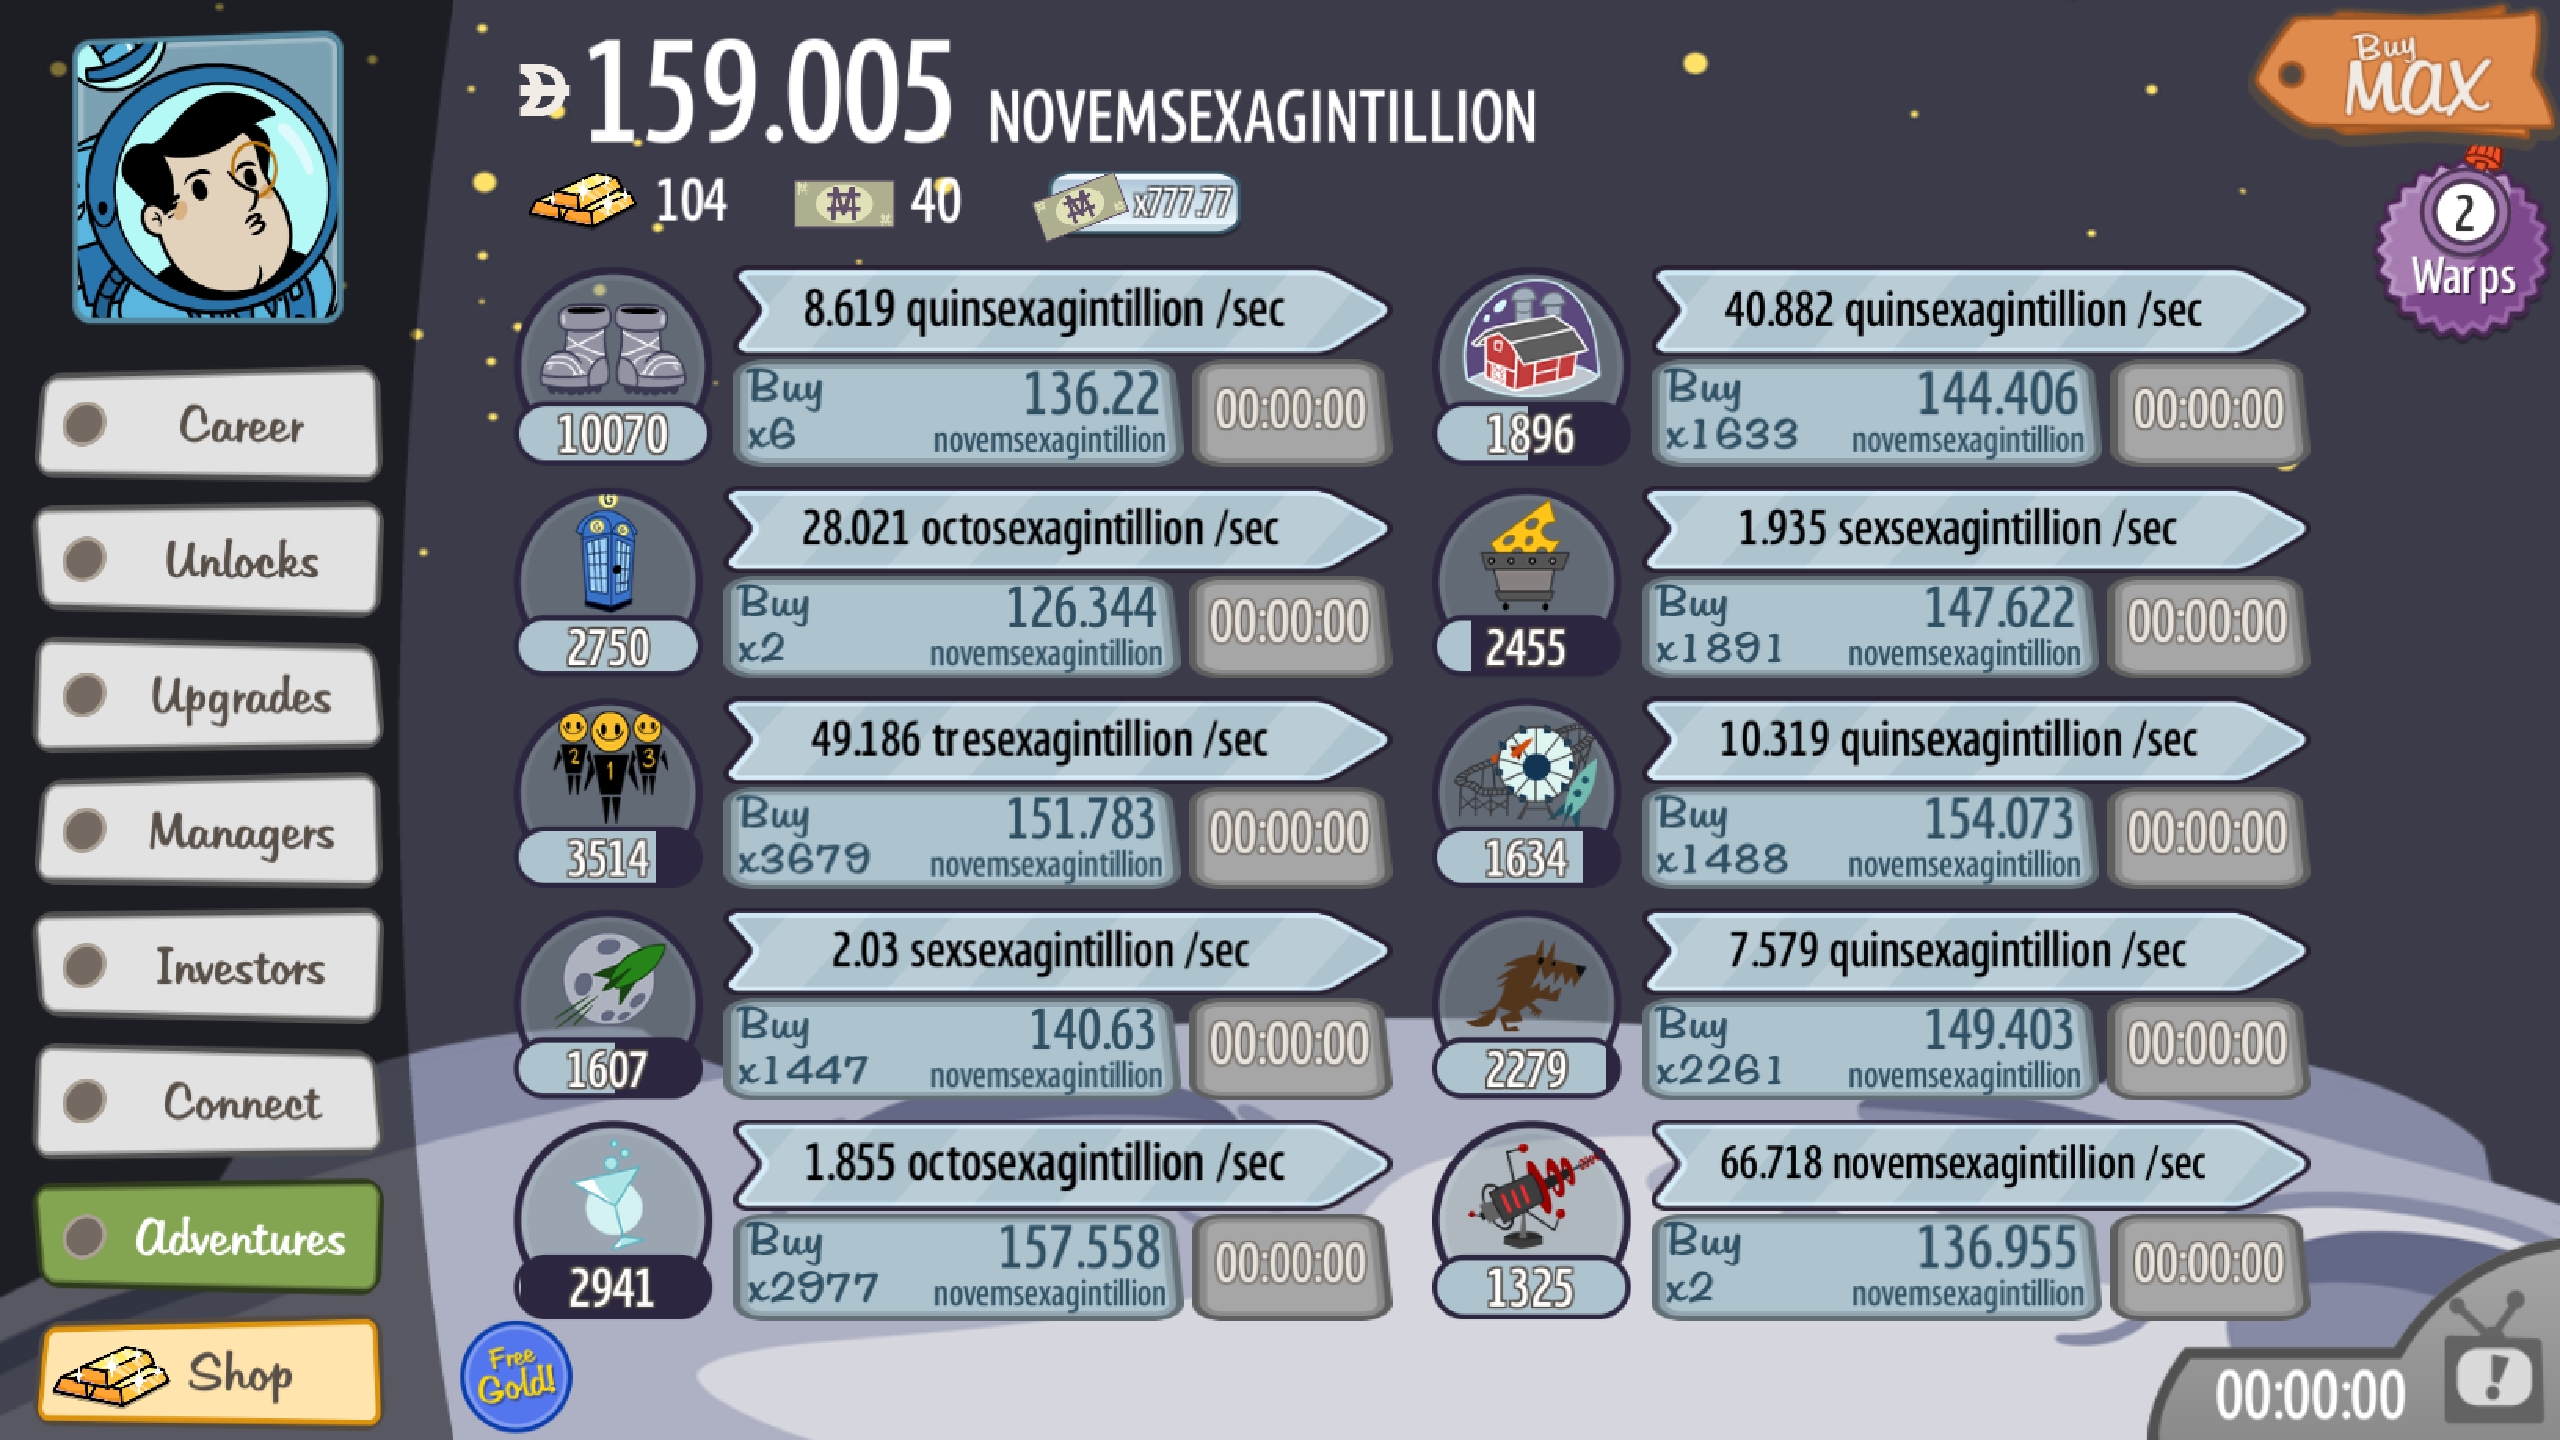 159.005 NOVEMSEXAGINTILLION
Buy
MAX
104
40
x777.77
2
Warps
Career
Unlocks
Upgrades
Managers
Investors
Connect
Adventures
Shop
8.619 quinsexagintillion /sec
10070
Buy
x6
136.22
novemsexagintillion
00:00:00
40.882 quinsexagintillion /sec
1896
Buy
x1633
144.406
novemsexagintillion
00:00:00
G
28.021 octosexagintillion /sec
2750
Buy
x2
126.344
novemsexagintillion
00:00:00
1.935 sexsexagintillion /sec
2455
Buy
x1891
147.622
novemsexagintillion
00:00:00
2 1 3
49.186 tresexagintillion /sec
3514
Buy
x3679
151.783
novemsexagintillion
00:00:00
10.319 quinsexagintillion /sec
1634
Buy
x1488
154.073
novemsexagintillion
00:00:00
2.03 sexsexagintillion /sec
1607
Buy
x1447
140.63
novemsexagintillion
00:00:00
7.579 quinsexagintillion /sec
2279
Buy
x2261
149.403
novemsexagintillion
00:00:00
1.855 octosexagintillion /sec
2941
Buy
x2977
157.558
novemsexagintillion
00:00:00
66.718 novemsexagintillion /sec
1325
Buy
x2
136.955
novemsexagintillion
00:00:00
Free
Gold!
00:00:00
!